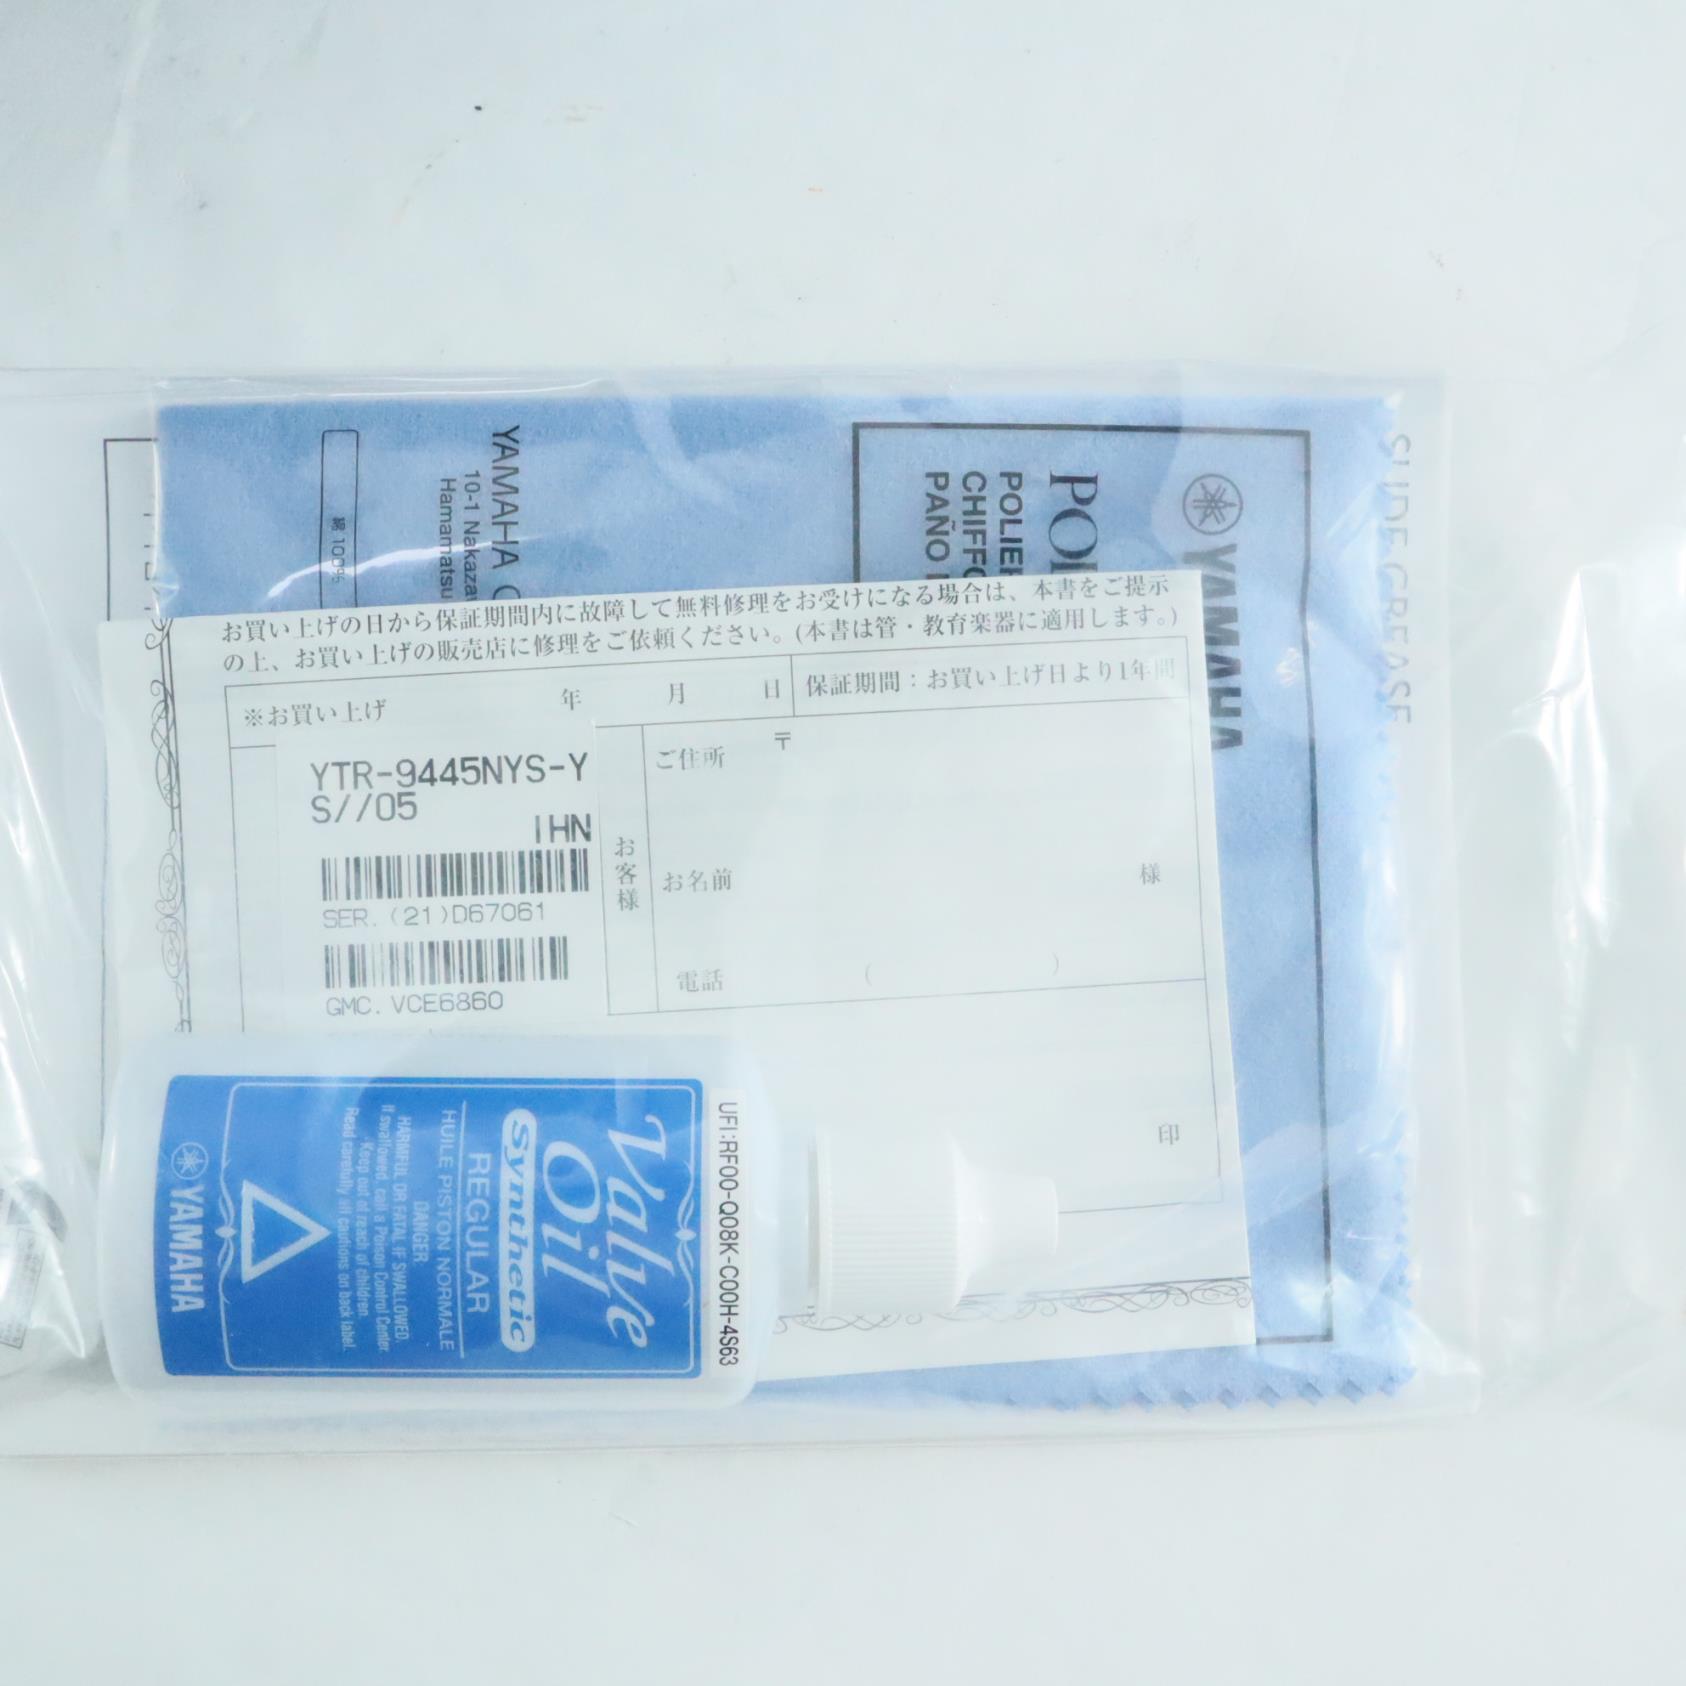 SLIDE GREASE
YAMAHA
POLIER
CHIFFO
PAÑO
YAMAHA
10-1 Nakazaw
Hamamatsu
綿 100%
お買い上げの日から保証期間内に故障して無料修理をお受けになる場合は、本書をご提示
の上、お買い上げの販売店に修理をご依頼ください。(本書は管・教育楽器に適用します。)
※お買い上げ 年 月 日
保証期間：お買い上げ日より1年間
YTR-9445NYS-Y
S//05
IHN
SER. (21)D67061
GMC. VCE6860
お客様
ご住所 〒
お名前 様
電話 ( )
印
UFI:RF00-Q08K-C00H-4S63
Valve
Oil
Synthetic
REGULAR
HUILE PISTON NORMALE
DANGER
HARMFUL OR FATAL IF SWALLOWED.
If swallowed, call a Poison Control Center.
Keep out of reach of children.
Read carefully all cautions on back label.
YAMAHA